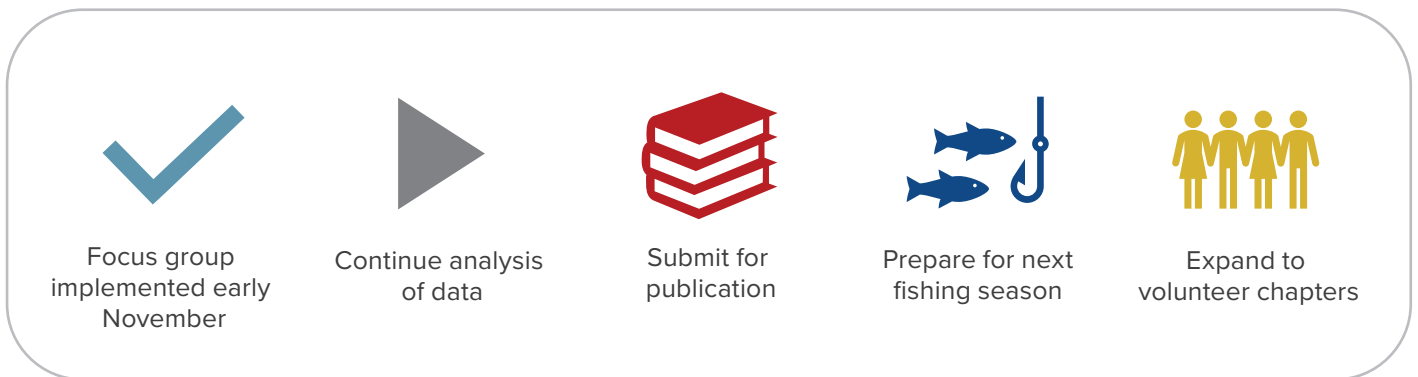 Focus group
implemented early
November
Continue analysis
of data
Submit for
publication
Prepare for next
fishing season
Expand to
volunteer chapters